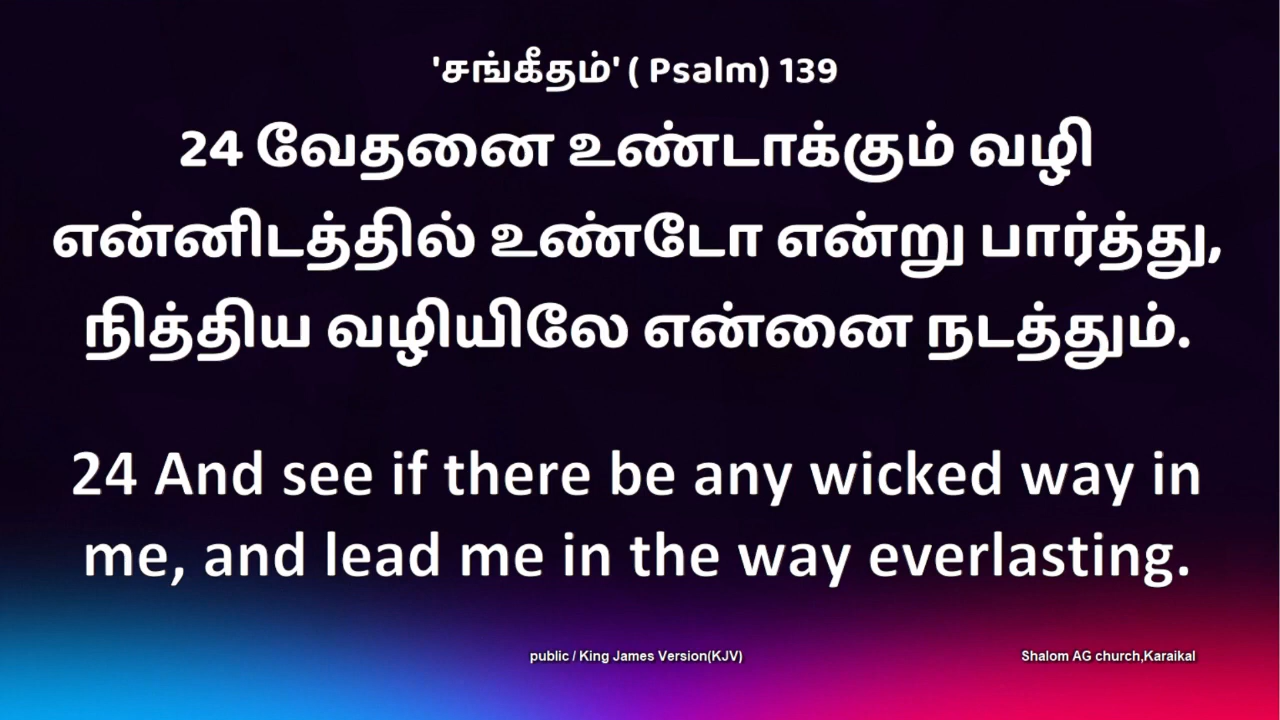 'சங்கீதம்' ( Psalm) 139
24 வேதனை உண்டாக்கும் வழி
என்னிடத்தில் உண்டோ என்று பார்த்து,
நித்திய வழியிலே என்னை நடத்தும்.
24 And see if there be any wicked way in
me, and lead me in the way everlasting.
public / King James Version(KJV)
Shalom AG church,Karaikal